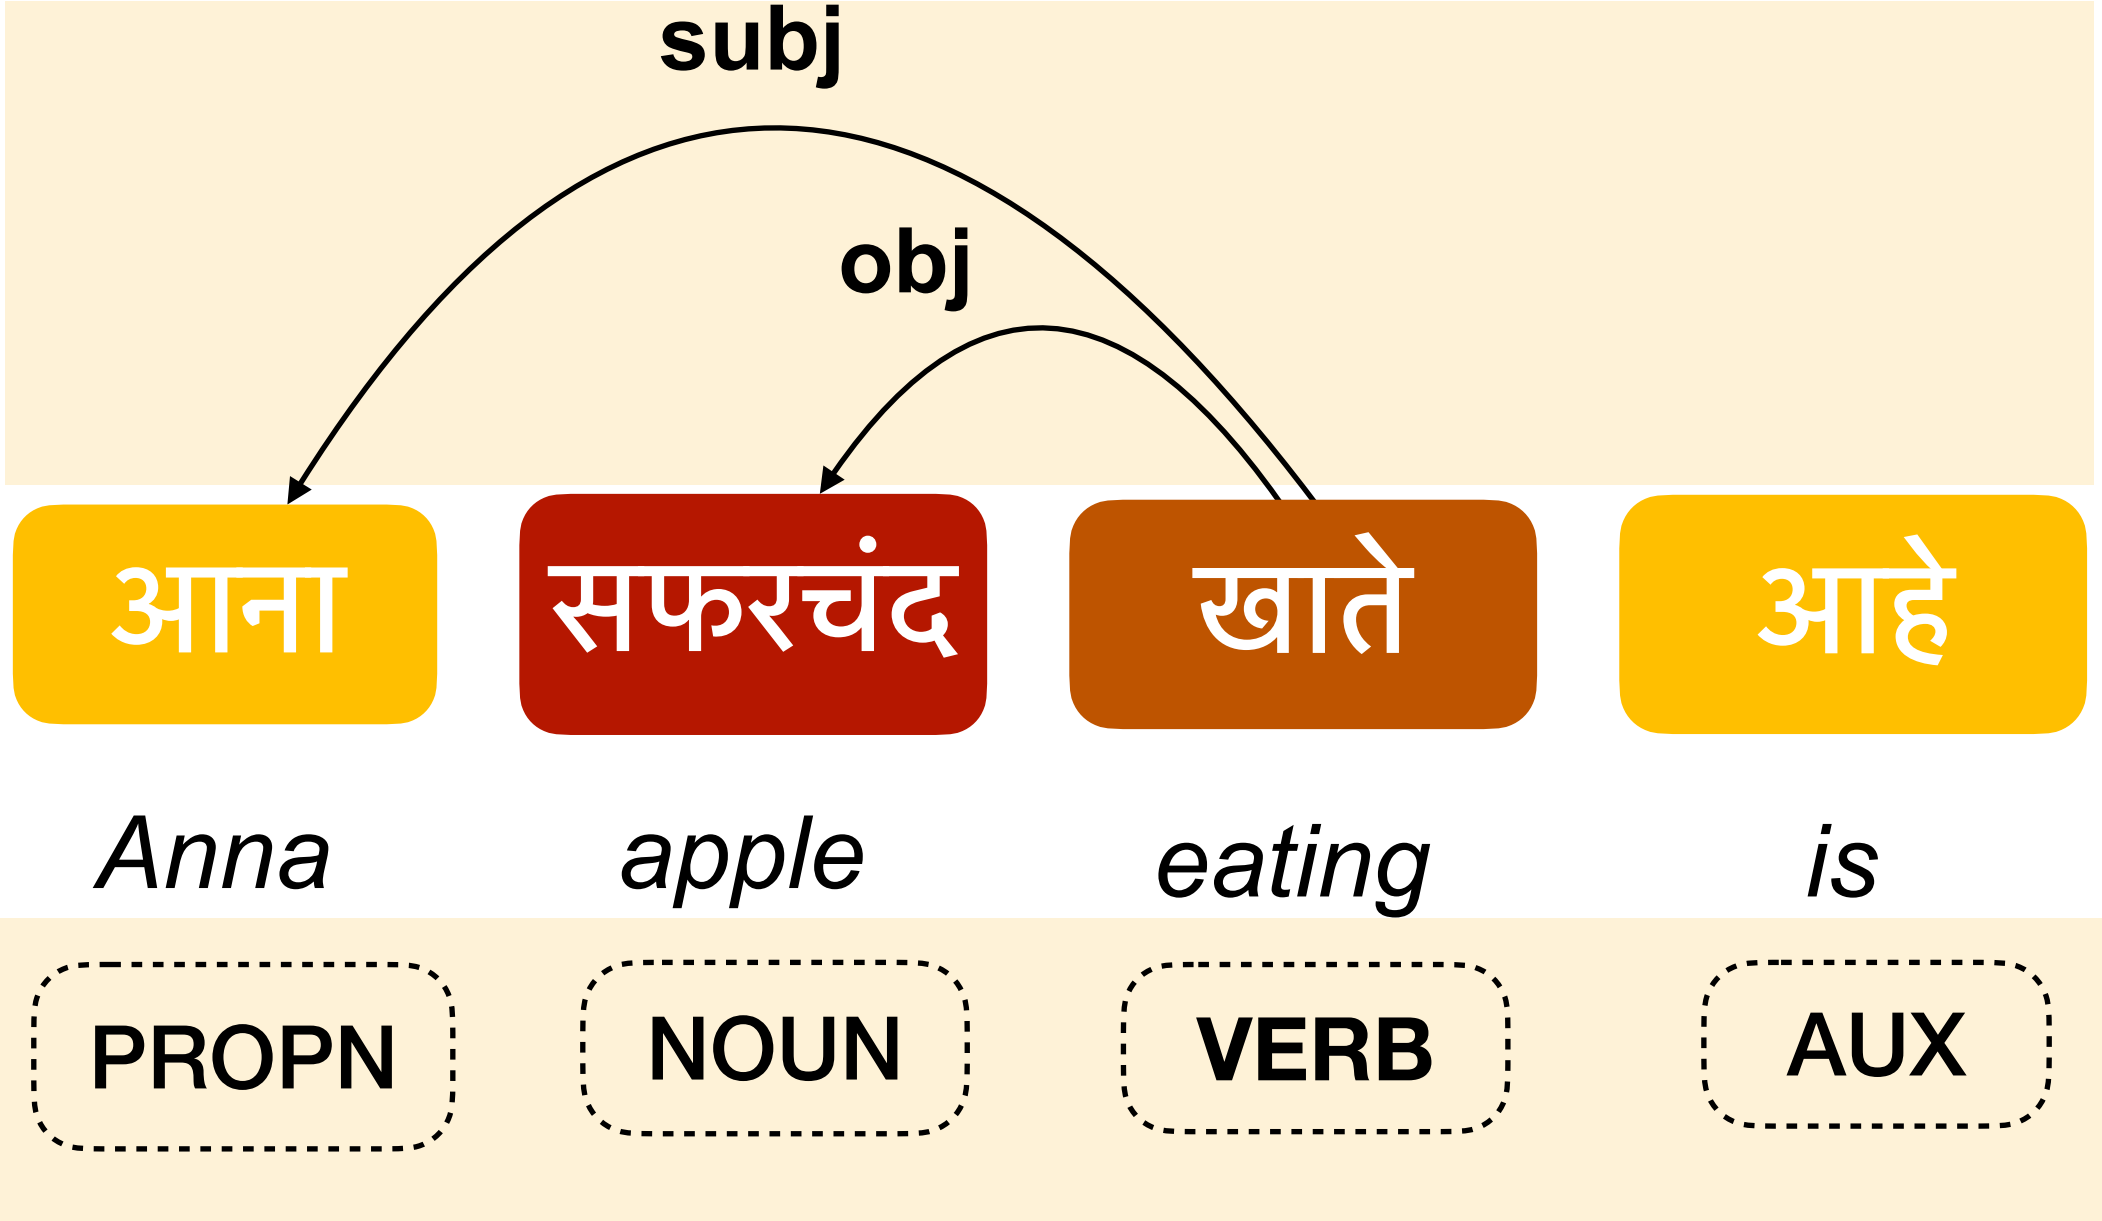 subj
obj
आना सफरचंद खाते आहे
Anna apple eating is
PROPN NOUN VERB AUX